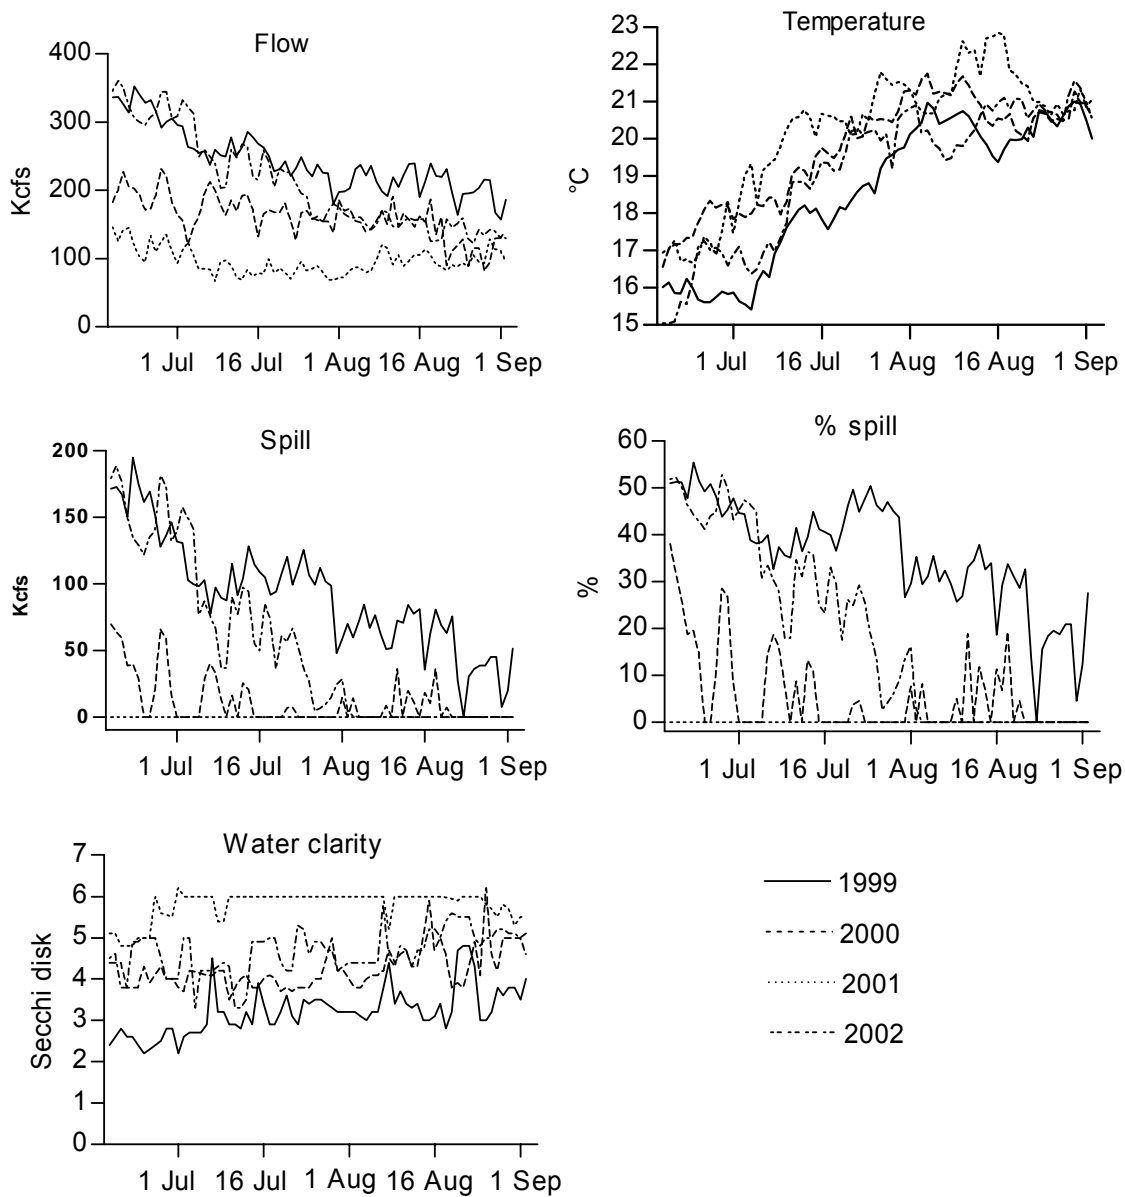 Flow
Kcfs
400
300
200
100
0
1 Jul 16 Jul 1 Aug 16 Aug 1 Sep
Temperature
°C
23
22
21
20
19
18
17
16
15
1 Jul 16 Jul 1 Aug 16 Aug 1 Sep
Spill
Kcfs
200
150
100
50
0
1 Jul 16 Jul 1 Aug 16 Aug 1 Sep
% spill
%
60
50
40
30
20
10
0
1 Jul 16 Jul 1 Aug 16 Aug 1 Sep
Water clarity
Secchi disk
7
6
5
4
3
2
1
0
1 Jul 16 Jul 1 Aug 16 Aug 1 Sep
1999
2000
2001
2002